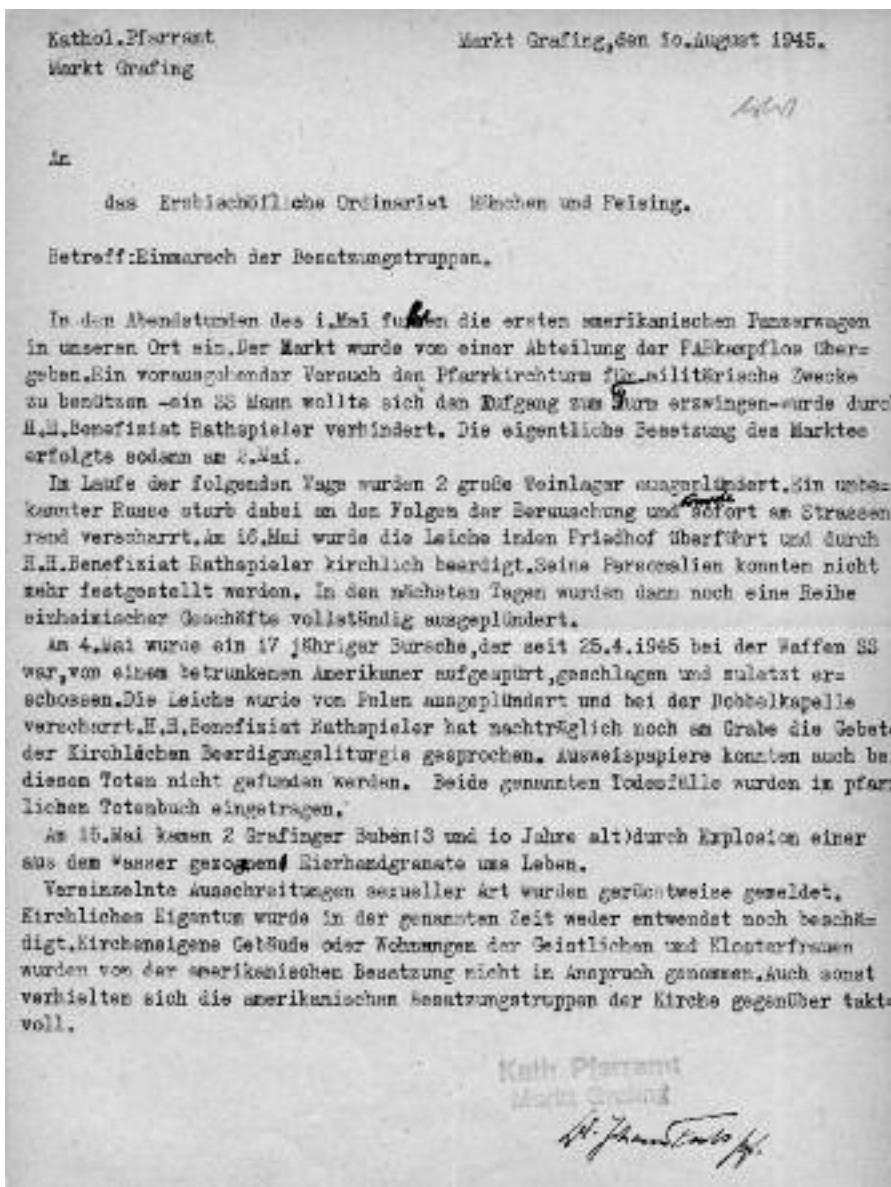 Kathol.Pfarramt Markt Grafing,den 1o.August 1945.
Markt Grafing
An
das Erzbischöfliche Ordinariat München und Feising.
Betreff:Einmarsch der Besatzungstruppen.
In den Abendstunden des 1.Mai fuhren die ersten amerikanischen Panzerwagen
in unseren Ort ein.Der Markt wurde von einer Abteilung der FABkampflos über=
geben.Ein vorausgehender Versuch den Pfarrkirchturm für militärische Zwecke
zu benützen -ein SS Mann wollte sich den Aufgang zum Turm erzwingen-wurde durch
H.H.Benefiziat Rathspieler verhindert. Die eigentliche Besetzung des Marktes
erfolgte sodann am 2.Mai.
Im Laufe der folgenden Tage wurden 2 große Weinlager ausgeplündert.Ein unbe=
kannter Russe starb dabei an den Folgen der Berauschung und wurde sofort am Strassen
rand verscharrt.Am 16.Mai wurde die Leiche inden Friedhof überführt und durch
H.H.Benefiziat Rathspieler kirchlich beerdigt.Seine Personalien konnten nicht
mehr festgestellt werden. In den nächsten Tagen wurden dann noch eine Reihe
einheimischer Geschäfte vollständig ausgeplündert.
Am 4.Mai wurde ein 17 jähriger Bursche,der seit 25.4.1945 bei der Waffen SS
war,von einem betrunkenen Amerikaner aufgespürt,geschlagen und zuletzt er=
schossen.Die Leiche wurde von Polen ausgeplündert und bei der Dobbelkapelle
verscharrt.H.H.Benefiziat Rathspieler hat nachträglich noch am Grabe die Gebete
der Kirchlichen Beerdigungsliturgie gesprochen. Ausweispapiere konnten auch bei
diesem Toten nicht gefunden werden. Beide genannten Todesfälle wurden im pfarr
lichen Totenbuch eingetragen.
Am 15.Mai kamen 2 Grafinger Buben(3 und 1o Jahre alt)durch Explosion einer
aus dem Wasser gezognen Eierhandgranate ums Leben.
Vereinzelnte Ausschreitungen sexueller Art wurden gerüchtweise gemeldet.
Kirchliches Eigentum wurde in der genannten Zeit weder entwendet noch beschä=
digt.Kircheneigene Gebäude oder Wohnungen der Geistlichen und Klosterfrauen
wurden von der amerikanischen Besatzung nicht in Anspruch genommen.Auch sonst
verhielten sich die amerikanischen Besatzungstruppen der Kirche gegenüber takt=
voll.
Kath. Pfarramt
Markt Grafing